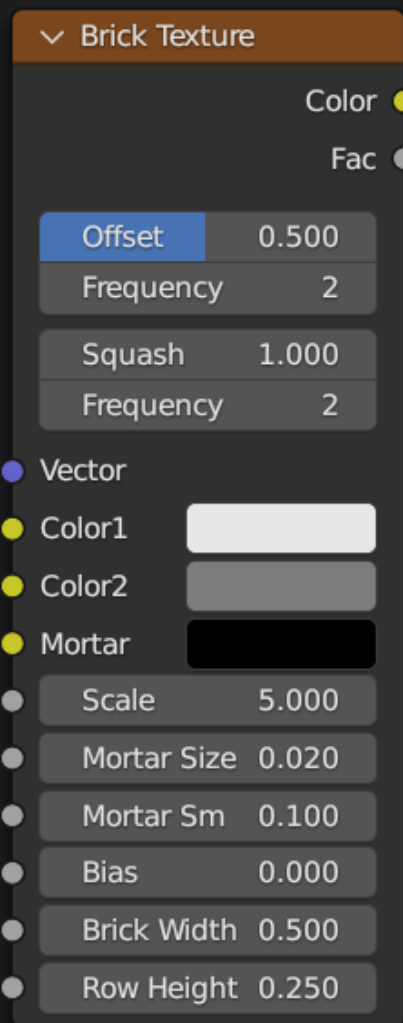 Brick Texture
Color
Fac
Offset 0.500
Frequency 2
Squash 1.000
Frequency 2
Vector
Color1
Color2
Mortar
Scale 5.000
Mortar Size 0.020
Mortar Sm 0.100
Bias 0.000
Brick Width 0.500
Row Height 0.250